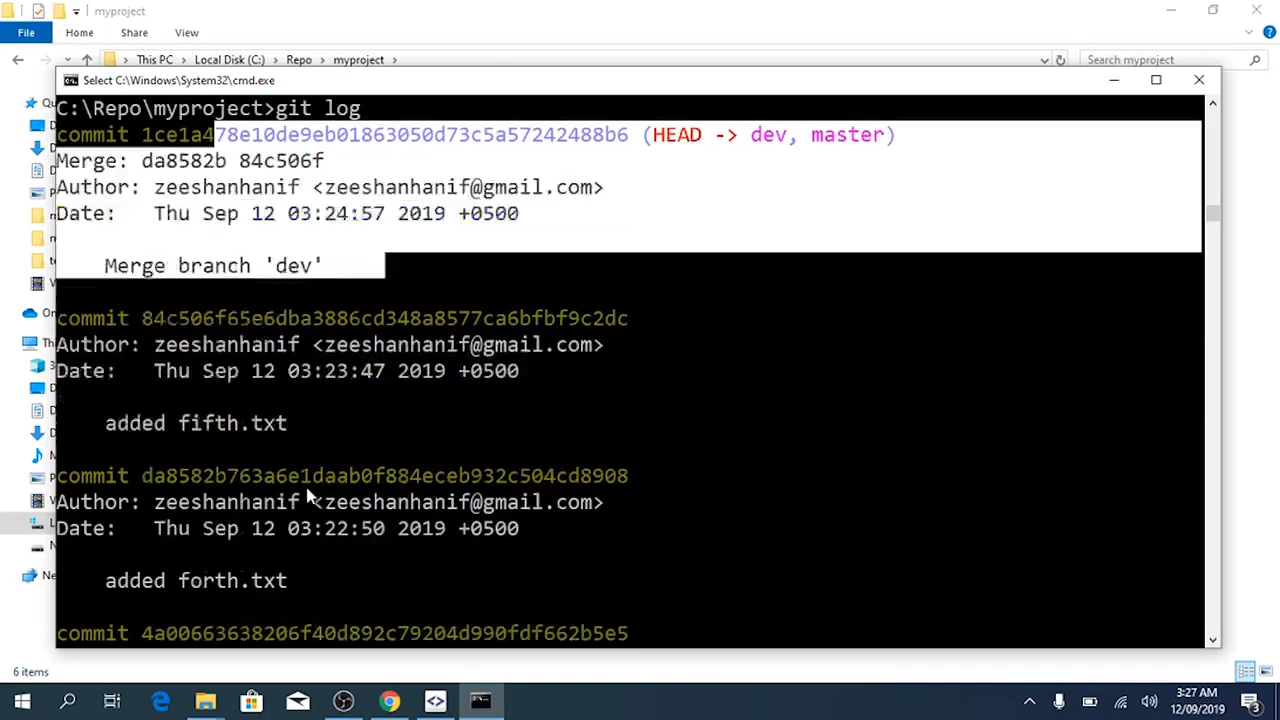 myproject
File
Home
Share
View
This PC
Local Disk (C:)
Repo
myproject
Search myproject
Select C:\Windows\System32\cmd.exe
C:\Repo\myproject>git log
commit 1ce1a478e10de9eb01863050d73c5a57242488b6 (HEAD -> dev, master)
Merge: da8582b 84c506f
Author: zeeshanhanif <zeeshanhanif@gmail.com>
Date:   Thu Sep 12 03:24:57 2019 +0500
Merge branch 'dev'
commit 84c506f65e6dba3886cd348a8577ca6bfbf9c2dc
Author: zeeshanhanif <zeeshanhanif@gmail.com>
Date:   Thu Sep 12 03:23:47 2019 +0500
added fifth.txt
commit da8582b763a6e1daab0f884eceb932c504cd8908
Author: zeeshanhanif <zeeshanhanif@gmail.com>
Date:   Thu Sep 12 03:22:50 2019 +0500
added forth.txt
commit 4a00663638206f40d892c79204d990fdf662b5e5
6 items
3:27 AM
12/09/2019
3